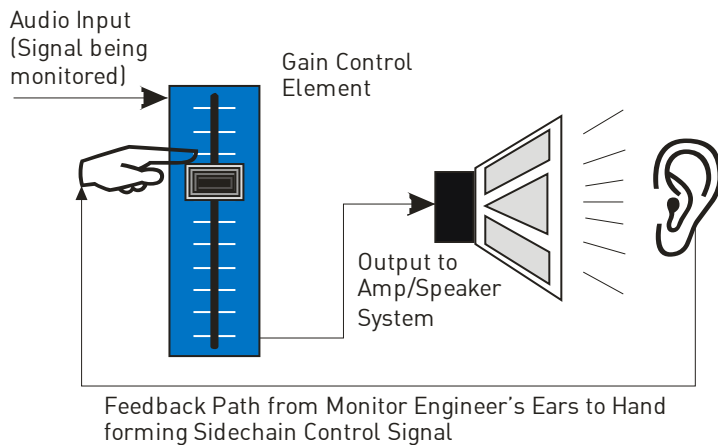 Audio Input
(Signal being
monitored)
Gain Control
Element
Output to
Amp/Speaker
System
Feedback Path from Monitor Engineer's Ears to Hand
forming Sidechain Control Signal